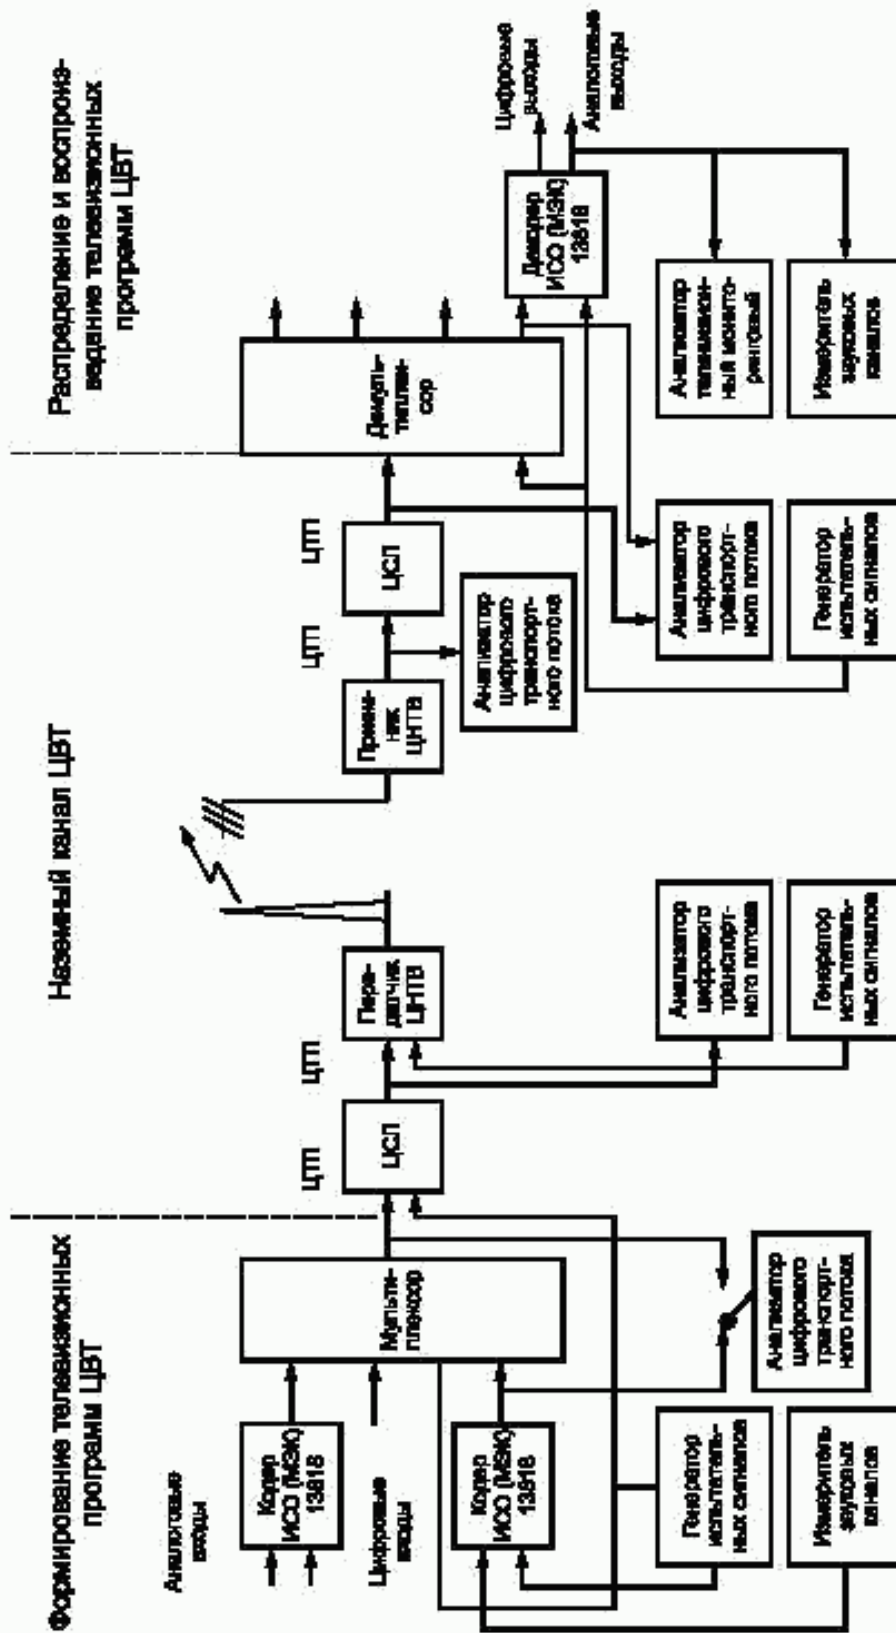 Формирование телевизионных
программ ЦВТ
Наземный канал ЦВТ
Распределение и воспроиз-
ведение телевизионных
программ ЦВТ
Аналоговые
входы
Кодер
ИСО (МЭК)
13818
Цифровые
входы
Кодер
ИСО (МЭК)
13818
Мульти-
плексор
ЦТП
ЦСЛ
ЦТП
Пере-
датчик
ЦНТВ
Прием-
ник
ЦНТВ
ЦТП
ЦСЛ
ЦТП
Демуль-
типлек-
сор
Декодер
ИСО (МЭК)
13818
Цифровые
выходы
Аналоговые
выходы
Генератор
испытатель-
ных сигналов
Измеритель
звуковых
каналов
Анализатор
цифрового
транспорт-
ного потока
Анализатор
цифрового
транспорт-
ного потока
Генератор
испытатель-
ных сигналов
Анализатор
цифрового
транспорт-
ного потока
Анализатор
цифрового
транспорт-
ного потока
Генератор
испытатель-
ных сигналов
Анализатор
телевизион-
ный монито-
ринговый
Измеритель
звуковых
каналов